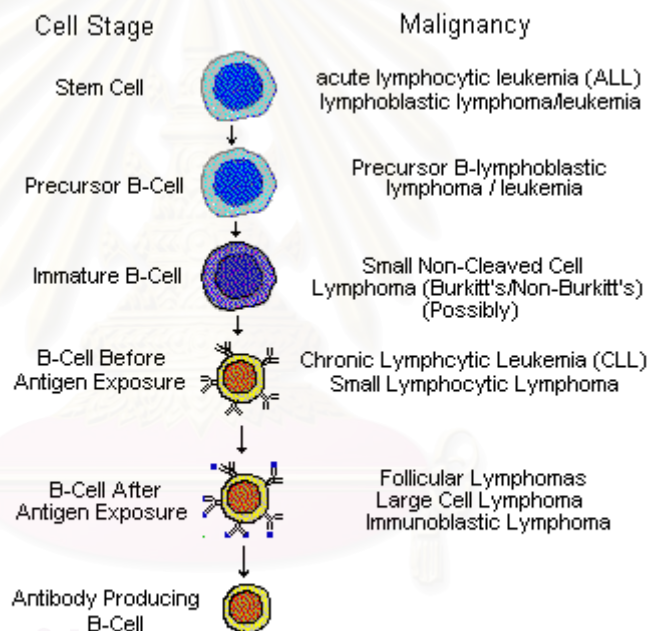 Cell Stage
Malignancy
Stem Cell
acute lymphocytic leukemia (ALL)
lymphoblastic lymphoma/leukemia
Precursor B-Cell
Precursor B-lymphoblastic
lymphoma / leukemia
Immature B-Cell
Small Non-Cleaved Cell
Lymphoma (Burkitt's/Non-Burkitt's)
(Possibly)
B-Cell Before
Antigen Exposure
Chronic Lymphcytic Leukemia (CLL)
Small Lymphocytic Lymphoma
B-Cell After
Antigen Exposure
Follicular Lymphomas
Large Cell Lymphoma
Immunoblastic Lymphoma
Antibody Producing
B-Cell